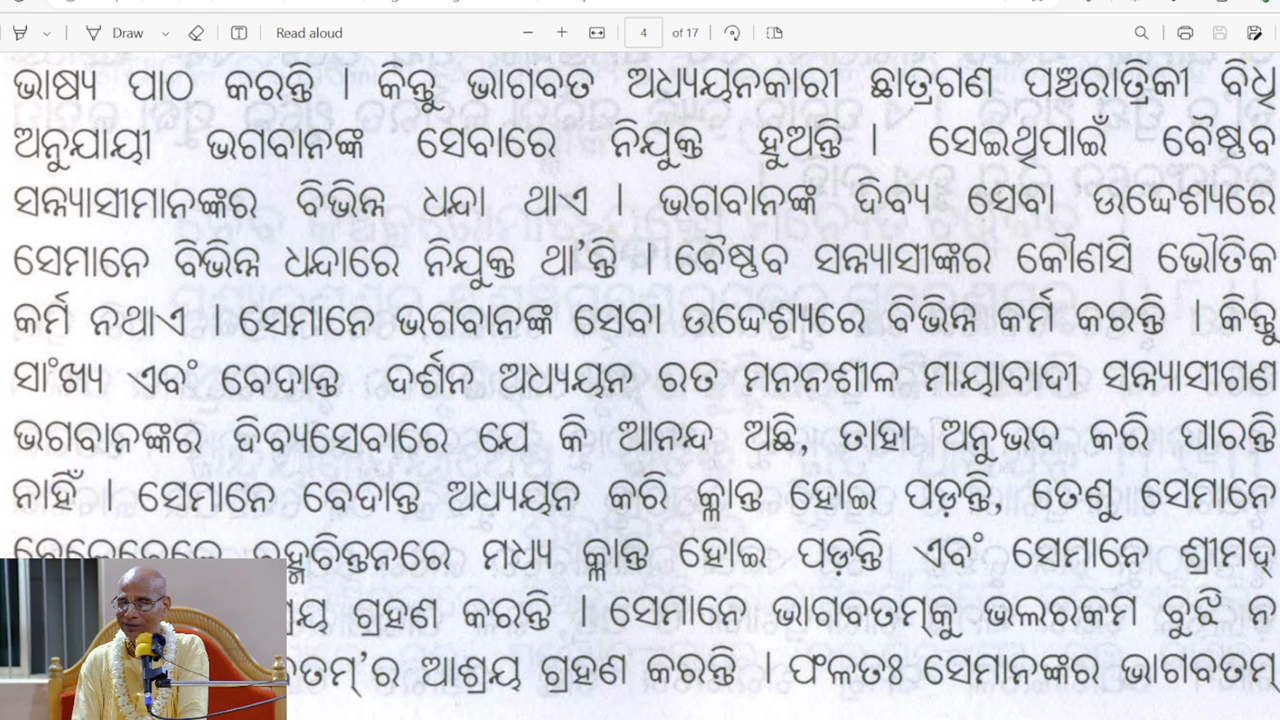 Draw
Read aloud
4
of 17
ଭାଷ୍ୟ ପାଠ କରନ୍ତି । କିନ୍ତୁ ଭାଗବତ ଅଧ୍ୟୟନକାରୀ ଛାତ୍ରଗଣ ପଞ୍ଚରାତ୍ରିକୀ ବିଧି
ଅନୁଯାୟୀ ଭଗବାନଙ୍କ ସେବାରେ ନିଯୁକ୍ତ ହୁଅନ୍ତି । ସେଇଥିପାଇଁ ବୈଷ୍ଣବ
ସନ୍ନ୍ୟାସୀମାନଙ୍କର ବିଭିନ୍ନ ଧନ୍ଦା ଥାଏ । ଭଗବାନଙ୍କ ଦିବ୍ୟ ସେବା ଉଦ୍ଦେଶ୍ୟରେ
ସେମାନେ ବିଭିନ୍ନ ଧନ୍ଦାରେ ନିଯୁକ୍ତ ଥା’ନ୍ତି । ବୈଷ୍ଣବ ସନ୍ନ୍ୟାସୀଙ୍କର କୌଣସି ଭୌତିକ
କର୍ମ ନଥାଏ । ସେମାନେ ଭଗବାନଙ୍କ ସେବା ଉଦ୍ଦେଶ୍ୟରେ ବିଭିନ୍ନ କର୍ମ କରନ୍ତି । କିନ୍ତୁ
ସାଂଖ୍ୟ ଏବଂ ବେଦାନ୍ତ ଦର୍ଶନ ଅଧ୍ୟୟନ ରତ ମନନଶୀଳ ମାୟାବାଦୀ ସନ୍ନ୍ୟାସୀଗଣ
ଭଗବାନଙ୍କର ଦିବ୍ୟସେବାରେ ଯେ କି ଆନନ୍ଦ ଅଛି, ତାହା ଅନୁଭବ କରି ପାରନ୍ତି
ନାହିଁ । ସେମାନେ ବେଦାନ୍ତ ଅଧ୍ୟୟନ କରି କ୍ଳାନ୍ତ ହୋଇ ପଡ଼ନ୍ତି, ତେଣୁ ସେମାନେ
ବେଳେବେଳେ ବ୍ରହ୍ମଚିନ୍ତନରେ ମଧ୍ୟ କ୍ଳାନ୍ତ ହୋଇ ପଡ଼ନ୍ତି ଏବଂ ସେମାନେ ଶ୍ରୀମଦ୍
ଗ୍ରହଣ କରନ୍ତି । ସେମାନେ ଭାଗବତମ୍‌କୁ ଭଲରକମ ବୁଝି ନ
ବତମ୍‌’ର ଆଶ୍ରୟ ଗ୍ରହଣ କରନ୍ତି । ଫଳତଃ ସେମାନଙ୍କର ଭାଗବତମ୍